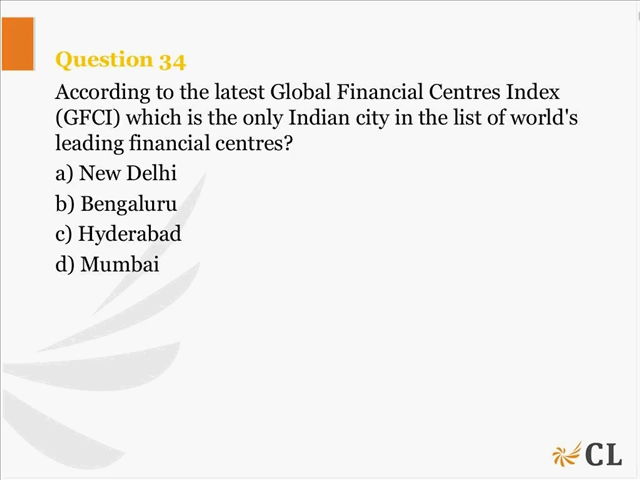 Question 34
According to the latest Global Financial Centres Index
(GFCI) which is the only Indian city in the list of world's
leading financial centres?
a) New Delhi
b) Bengaluru
c) Hyderabad
d) Mumbai
CL